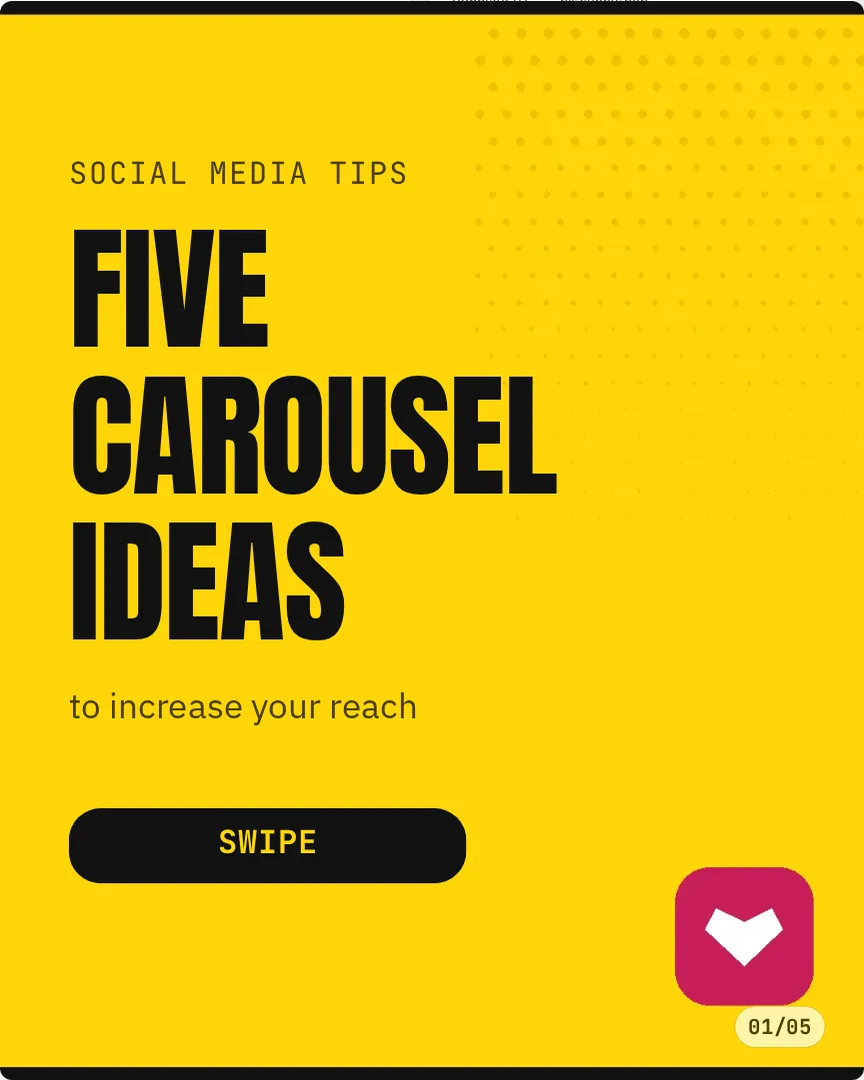 SOCIAL MEDIA TIPS
FIVE
CAROUSEL
IDEAS
to increase your reach
SWIPE
01/05